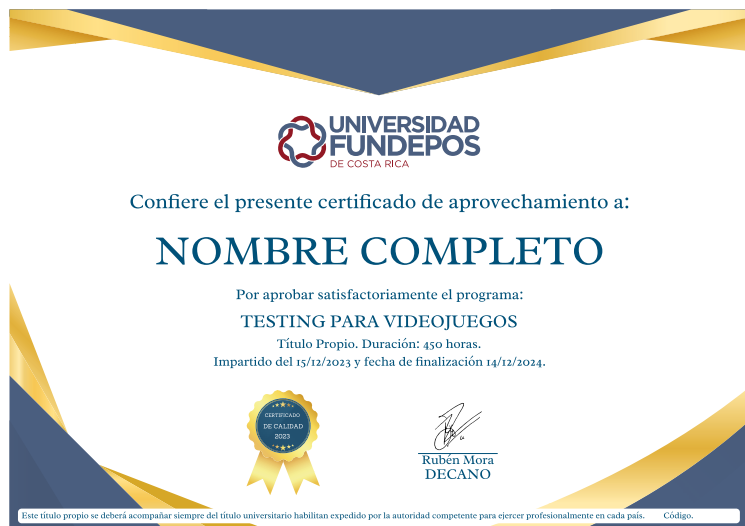 UNIVERSIDAD
FUNDEPOS
DE COSTA RICA
Confiere el presente certificado de aprovechamiento a:
NOMBRE COMPLETO
Por aprobar satisfactoriamente el programa:
TESTING PARA VIDEOJUEGOS
Título Propio. Duración: 450 horas.
Impartido del 15/12/2023 y fecha de finalización 14/12/2024.
CERTIFICADO
DE CALIDAD
2023
Rubén Mora
DECANO
Este título propio se deberá acompañar siempre del título universitario habilitan expedido por la autoridad competente para ejercer profesionalmente en cada país. Código.